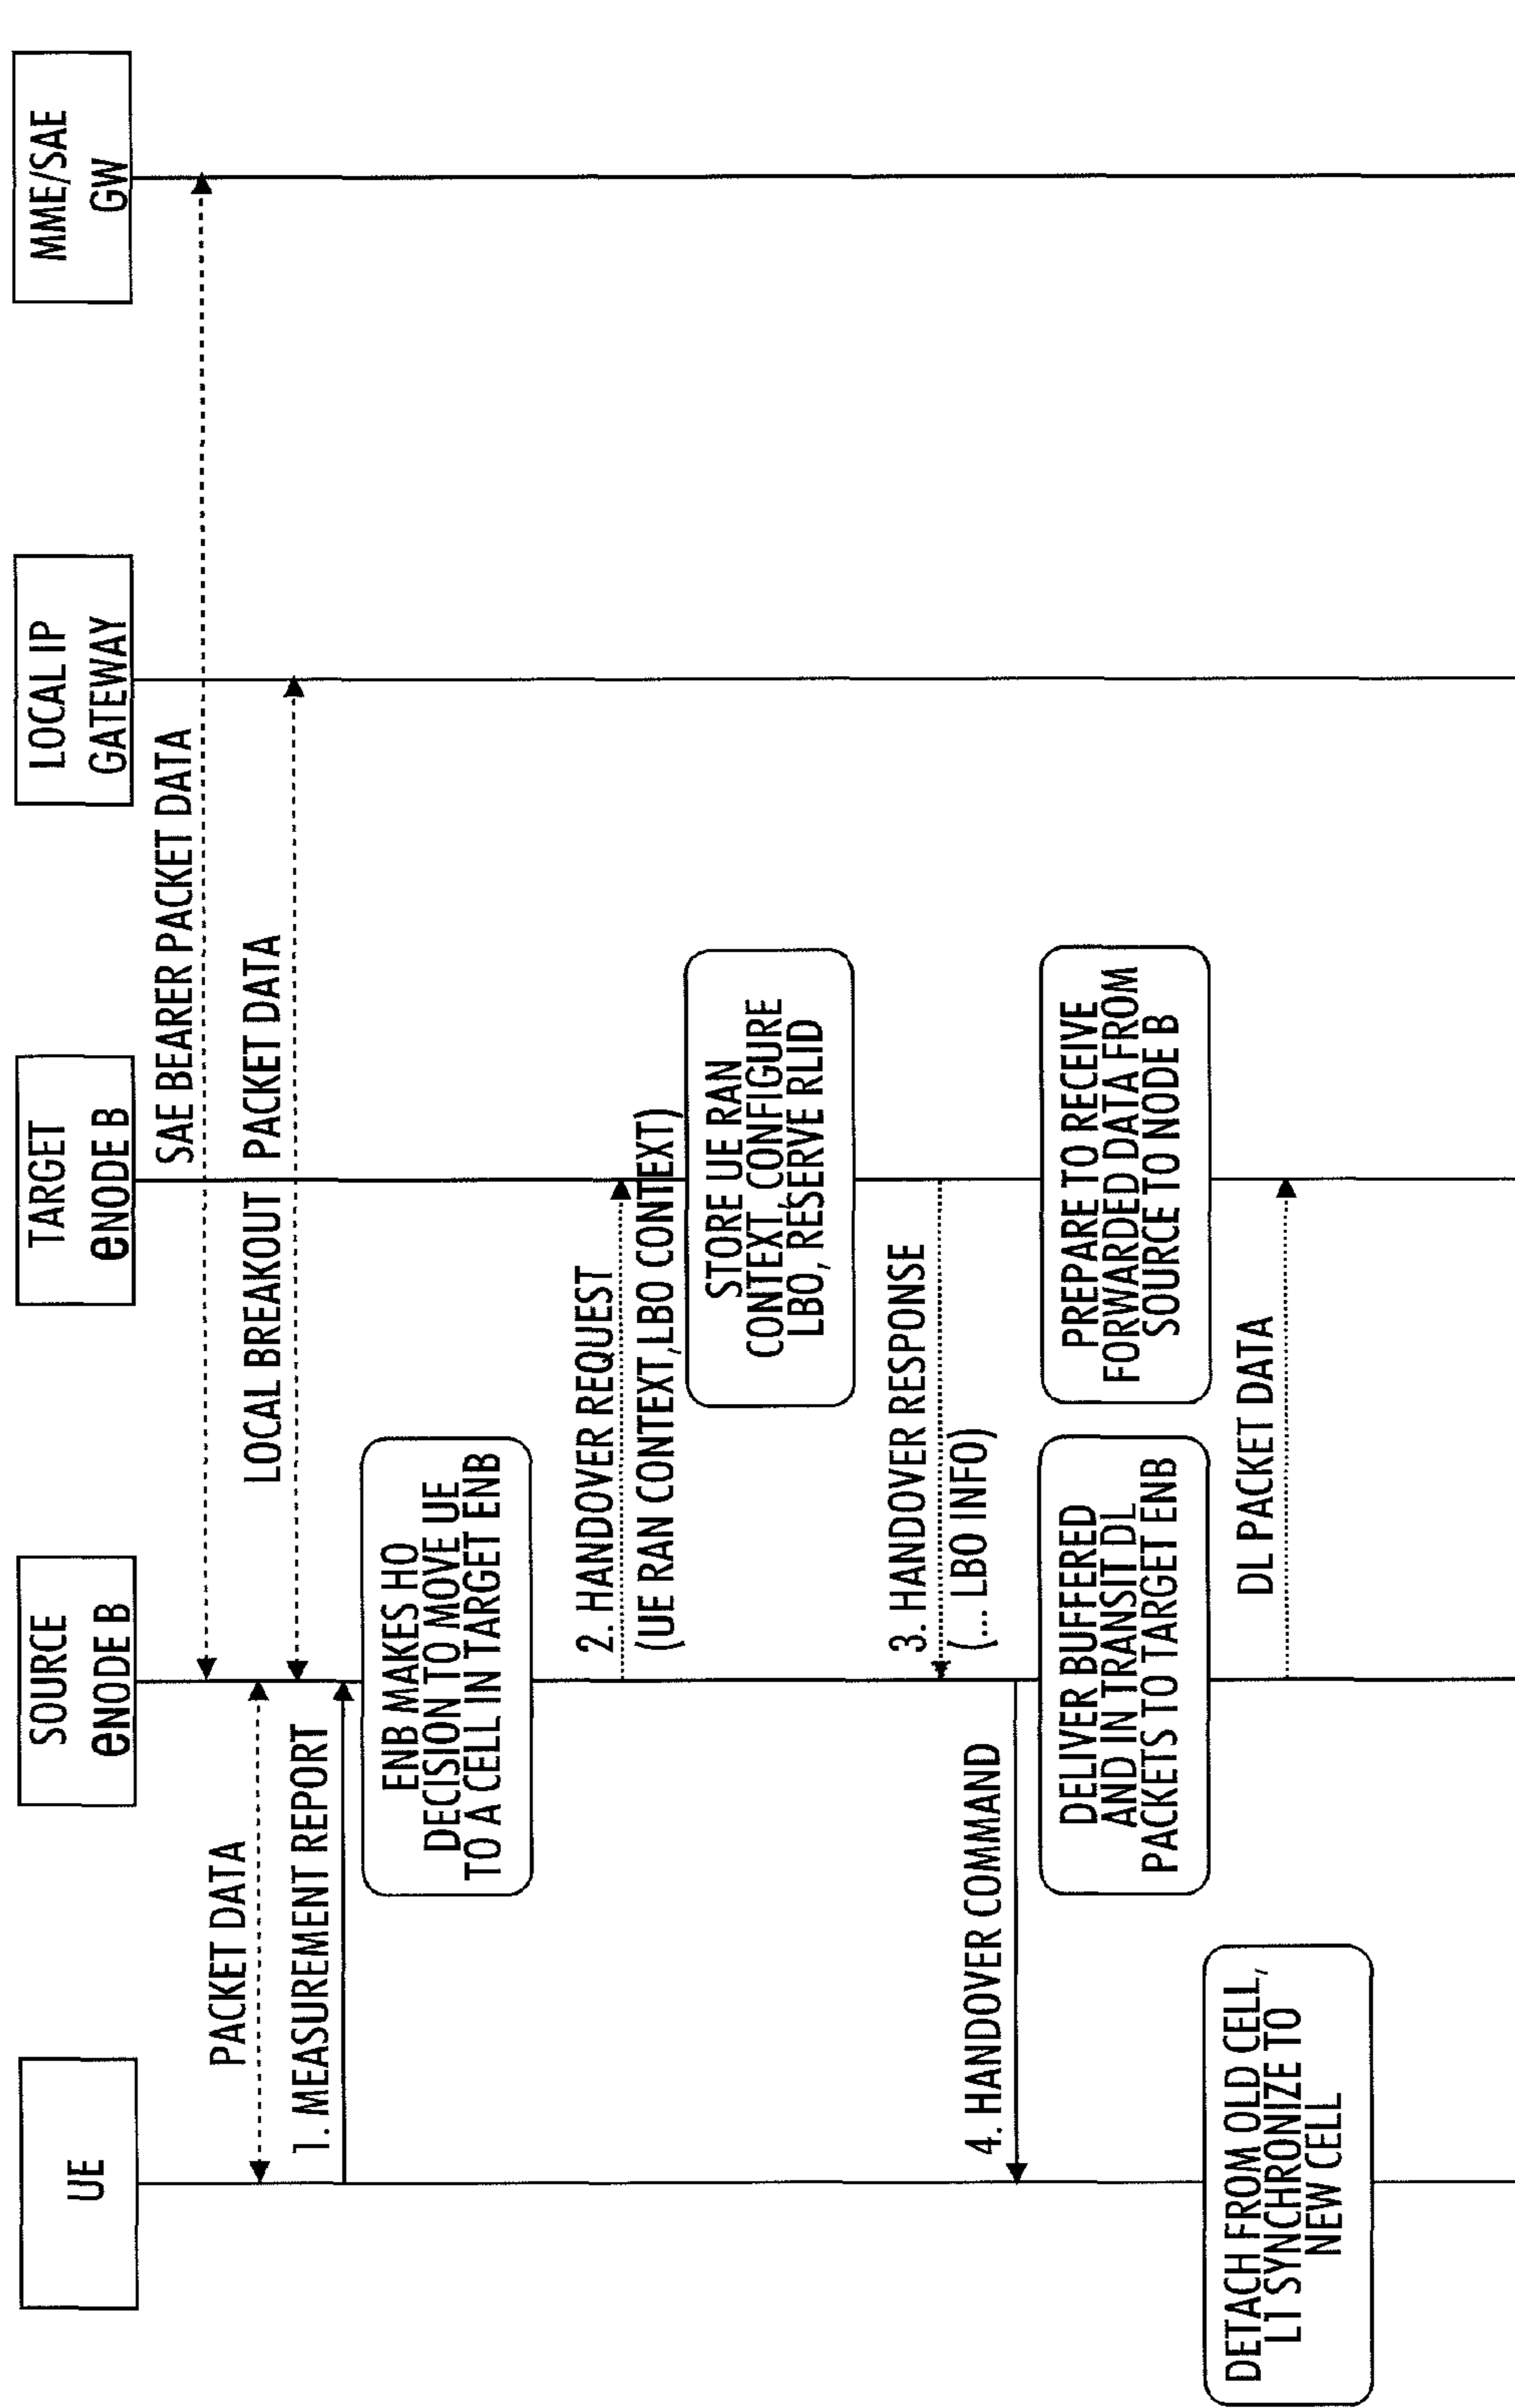 UE
SOURCE
eNODE B
TARGET
eNODE B
LOCAL IP
GATEWAY
MME/SAE
GW
SAE BEARER PACKET DATA
PACKET DATA
LOCAL BREAKOUT PACKET DATA
1. MEASUREMENT REPORT
ENB MAKES HO
DECISION TO MOVE UE
TO A CELL IN TARGET ENB
2. HANDOVER REQUEST
(UE RAN CONTEXT,LBO CONTEXT)
STORE UE RAN
CONTEXT, CONFIGURE
LBO, RESERVE RLID
3. HANDOVER RESPONSE
(... LBO INFO)
4. HANDOVER COMMAND
DELIVER BUFFERED
AND IN TRANSIT DL
PACKETS TO TARGET ENB
PREPARE TO RECEIVE
FORWARDED DATA FROM
SOURCE TO NODE B
DETACH FROM OLD CELL,
L1 SYNCHRONIZE TO
NEW CELL
DL PACKET DATA